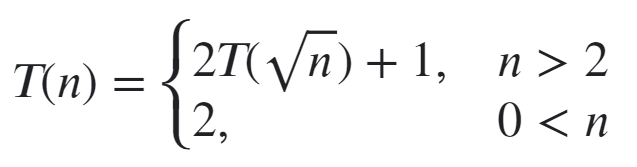 T(n) = { 2T(√n) + 1, n > 2
2, 0 < n